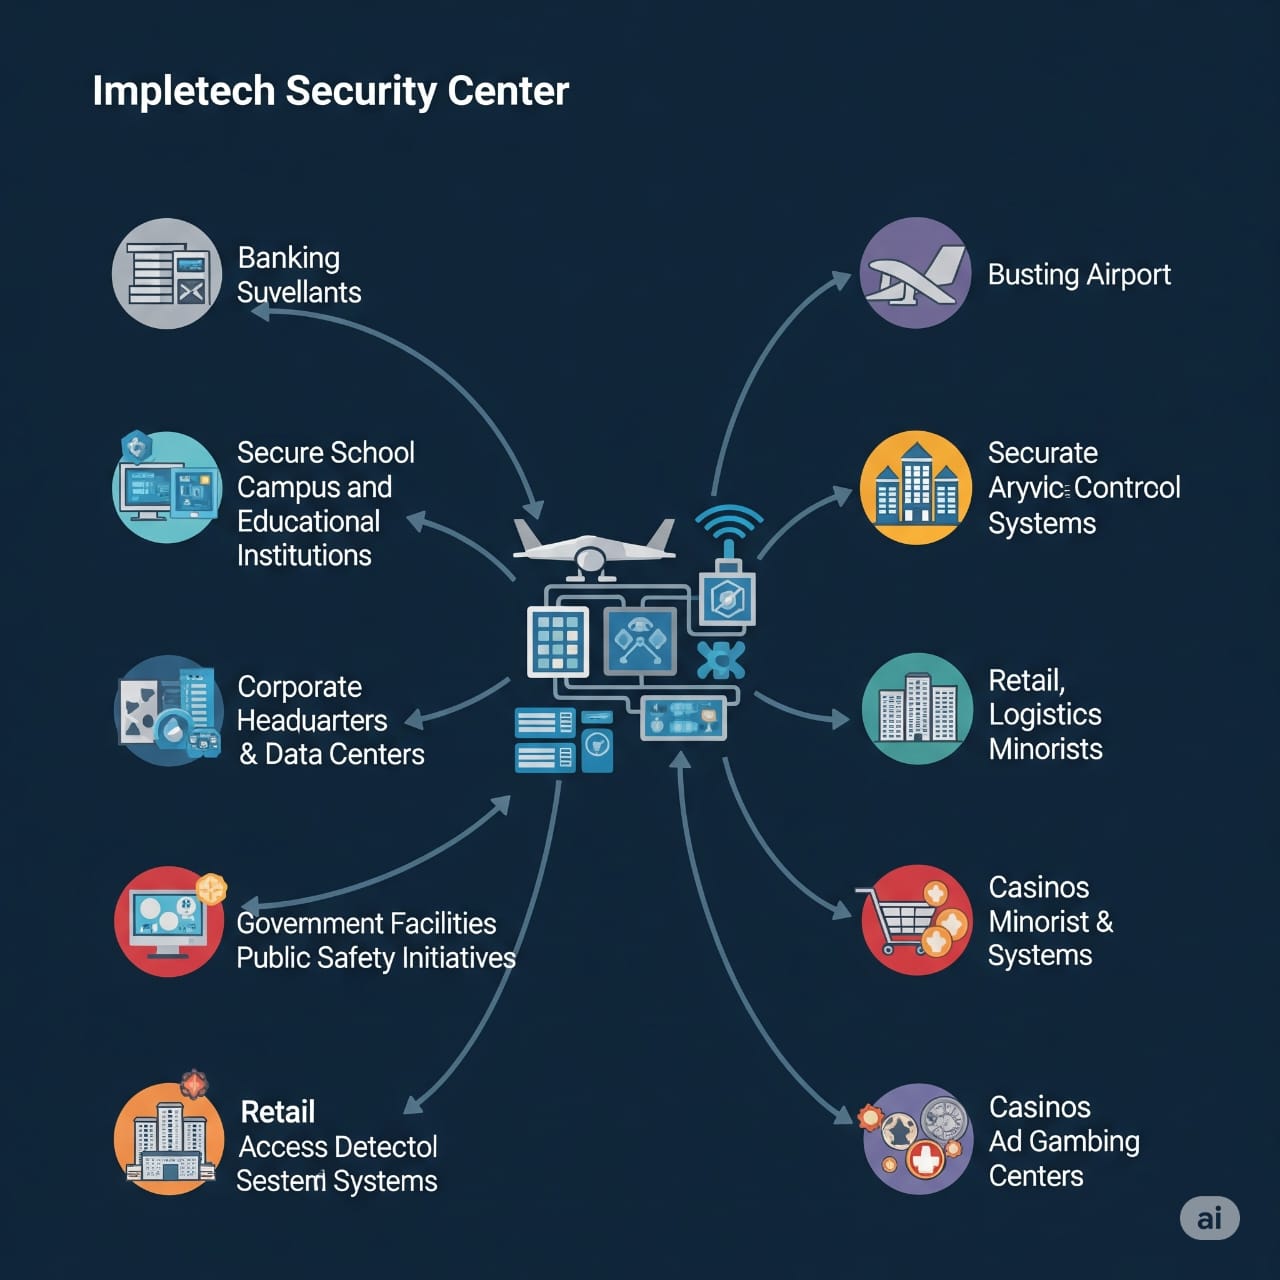 Impletech Security Center
Banking
Suvellants
Secure School
Campus and
Educational
Institutions
Corporate
Headuarters
& Data Centers
Government Facilities
Public Safety Initiatives
Retail
Access Detectol
Sesterd Systems
Busting Airport
Securate
Aryvic Contrcol
Systems
Retail,
Logistics
Minorists
Casinos
Minorist &
Systems
Casinos
Ad Gambing
Centers
ai